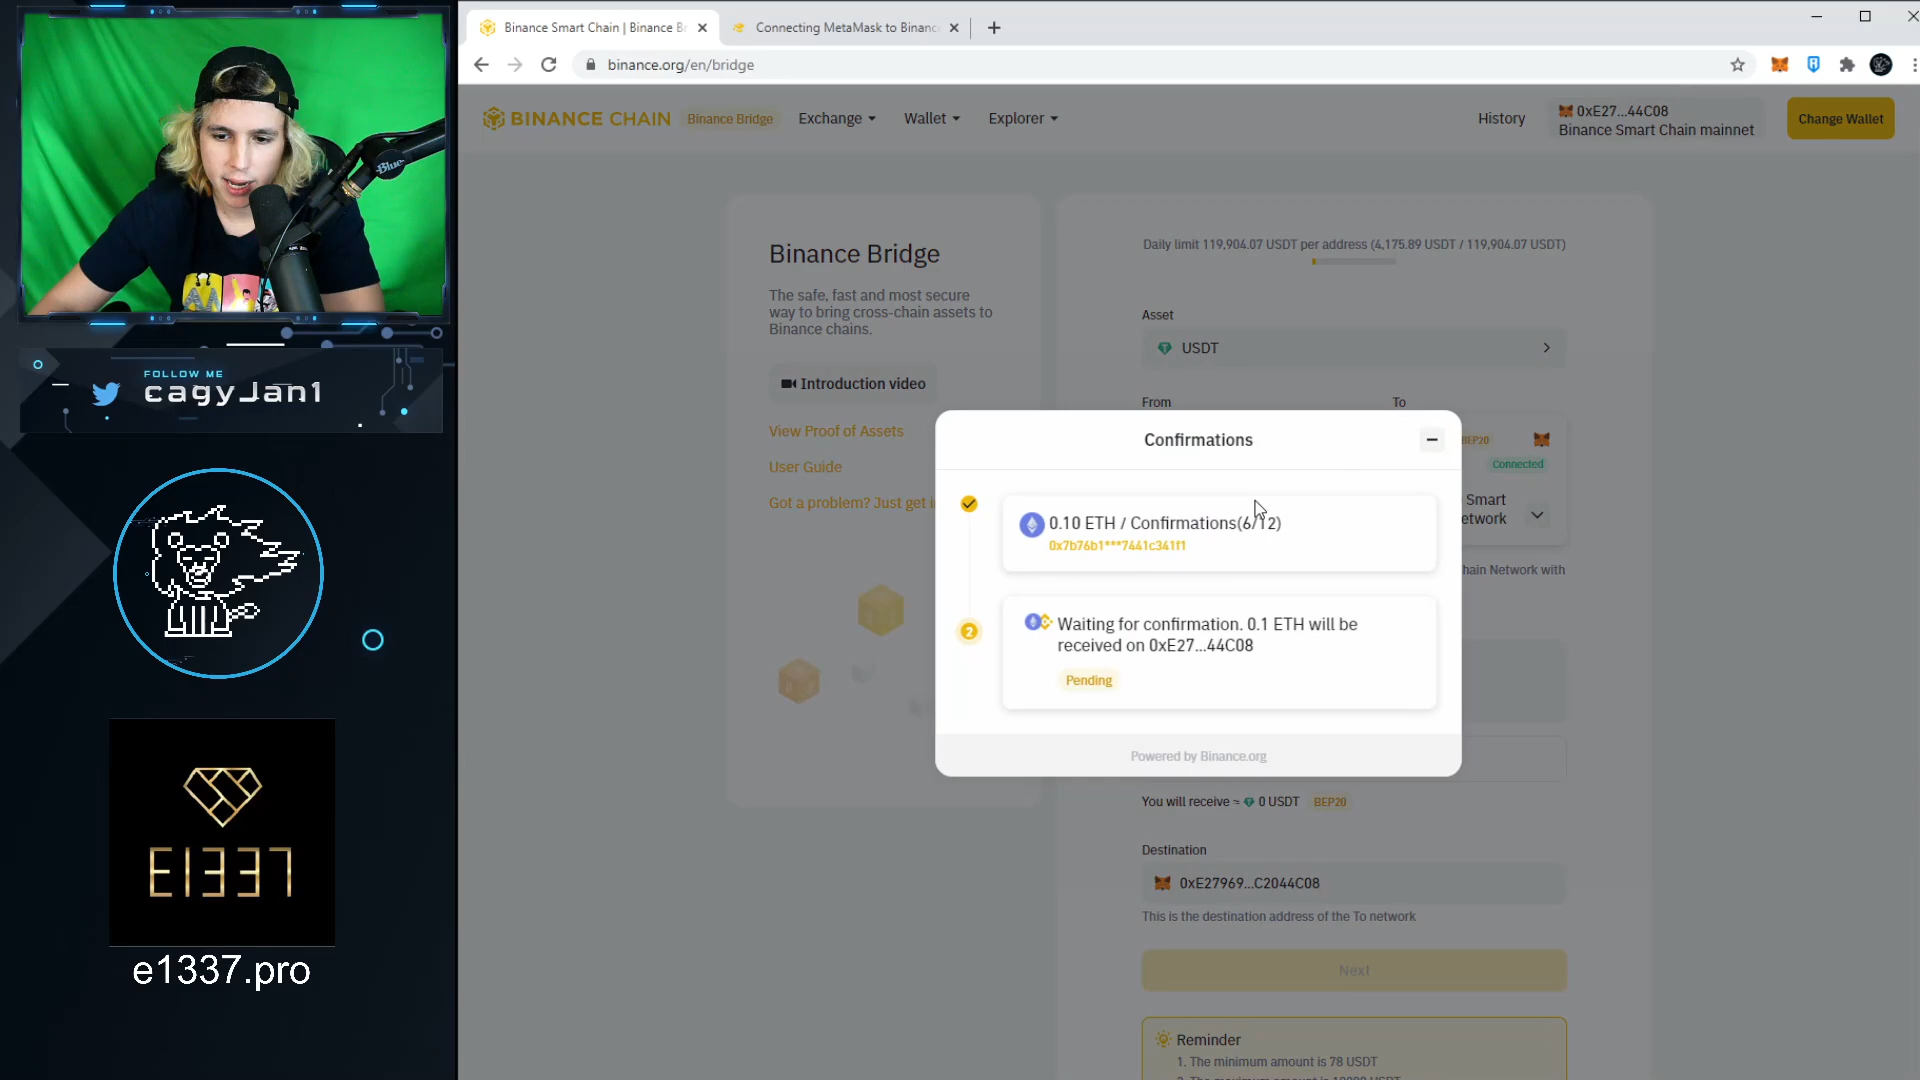 Binance Smart Chain | Binance B
Connecting MetaMask to Binanc
binance.org/en/bridge
BINANCE CHAIN
Binance Bridge
Exchange
Wallet
Explorer
History
0xE27...44C08
Binance Smart Chain mainnet
Change Wallet
Blue
FOLLOW ME
cagyJan1
E1337
e1337.pro
Binance Bridge
The safe, fast and most secure
way to bring cross-chain assets to
Binance chains.
Introduction video
View Proof of Assets
User Guide
Got a problem? Just get i
Daily limit 119,904.07 USDT per address (4,175.89 USDT / 119,904.07 USDT)
Asset
USDT
From
To
BEP20
Connected
Smart
etwork
hain Network with
Confirmations
0.10 ETH / Confirmations(6/12)
0x7b76b1***7441c341f1
2
Waiting for confirmation. 0.1 ETH will be
received on 0xE27...44C08
Pending
Powered by Binance.org
You will receive ≈ 0 USDT BEP20
Destination
0xE27969...C2044C08
This is the destination address of the To network
Next
Reminder
1. The minimum amount is 78 USDT